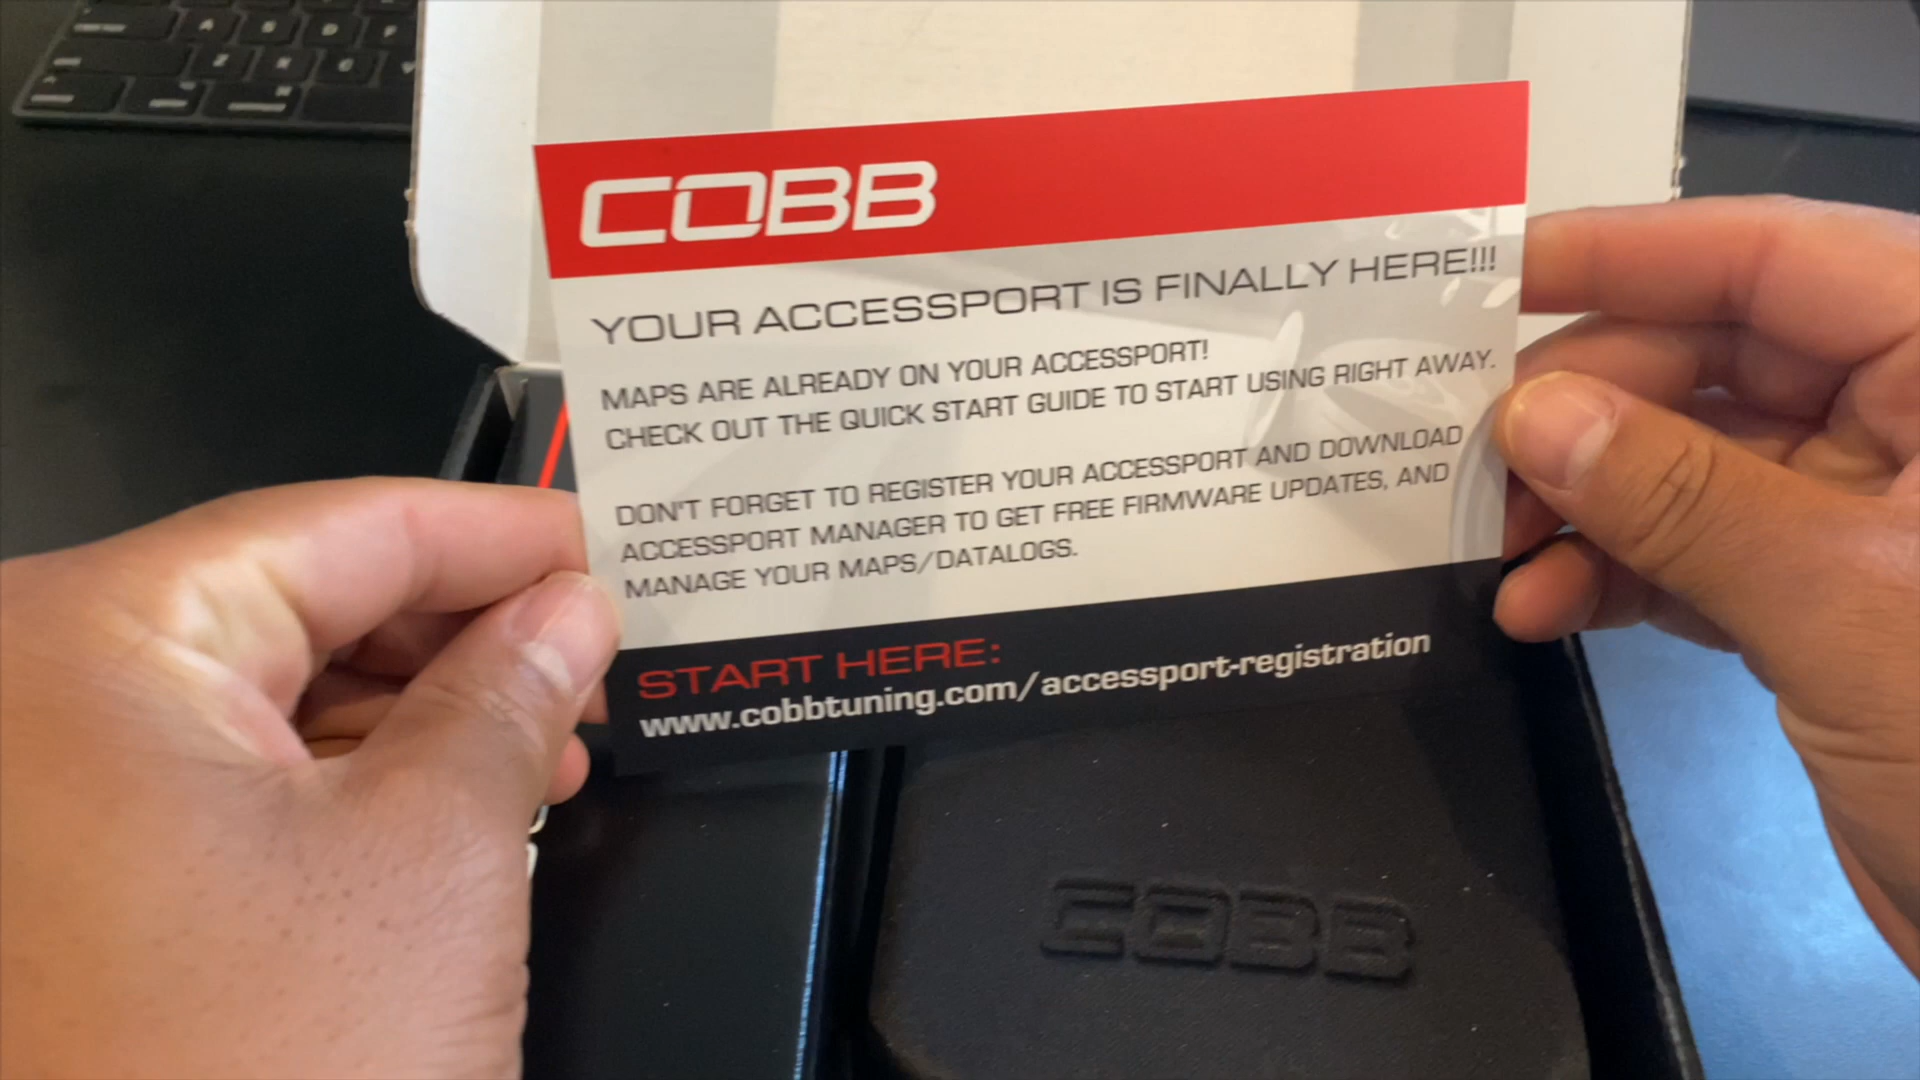 COBB
YOUR ACCESSPORT IS FINALLY HERE!!!
MAPS ARE ALREADY ON YOUR ACCESSPORT!
CHECK OUT THE QUICK START GUIDE TO START USING RIGHT AWAY.
DON'T FORGET TO REGISTER YOUR ACCESSPORT AND DOWNLOAD
ACCESSPORT MANAGER TO GET FREE FIRMWARE UPDATES, AND
MANAGE YOUR MAPS/DATALOGS.
START HERE:
www.cobbtuning.com/accessport-registration
COBB
A S D F
Z X C V